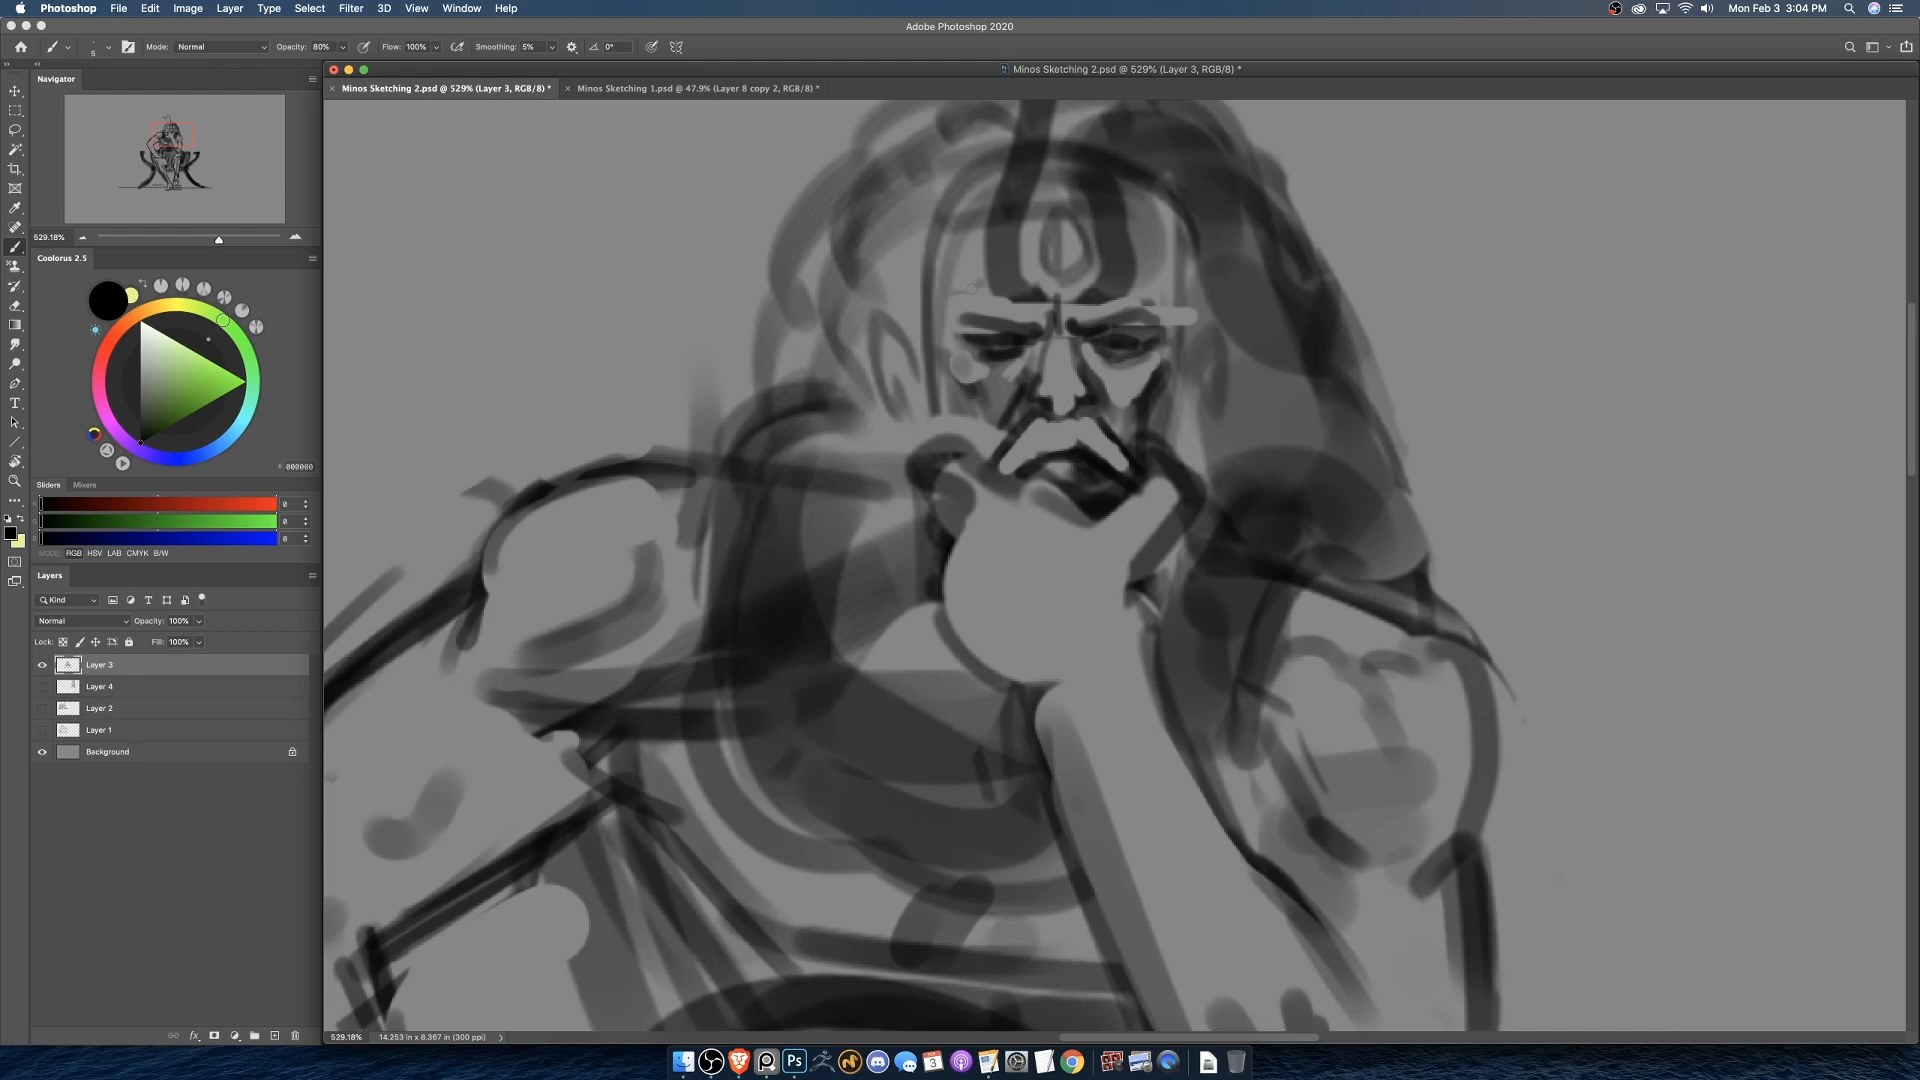 Photoshop File Edit Image Layer Type Select Filter 3D View Window Help Mon Feb 3 3:04 PM
Adobe Photoshop 2020
5 Mode: Normal Opacity: 80% Flow: 100% Smoothing: 5% 0°
Navigator
Minos Sketching 2.psd @ 529% (Layer 3, RGB/8) *
Minos Sketching 2.psd @ 529% (Layer 3, RGB/8) * Minos Sketching 1.psd @ 47.9% (Layer 8 copy 2, RGB/8) *
529.18%
Coolorus 2.5
# 000000
Sliders Mixers
0
0
0
MODE: RGB HSV LAB CMYK B/W
Layers
Kind
Normal Opacity: 100%
Lock: Fill: 100%
Layer 3
Layer 4
Layer 2
Layer 1
Background
fx
529.18% 14.253 in x 8.367 in (300 ppi)
Ps
3